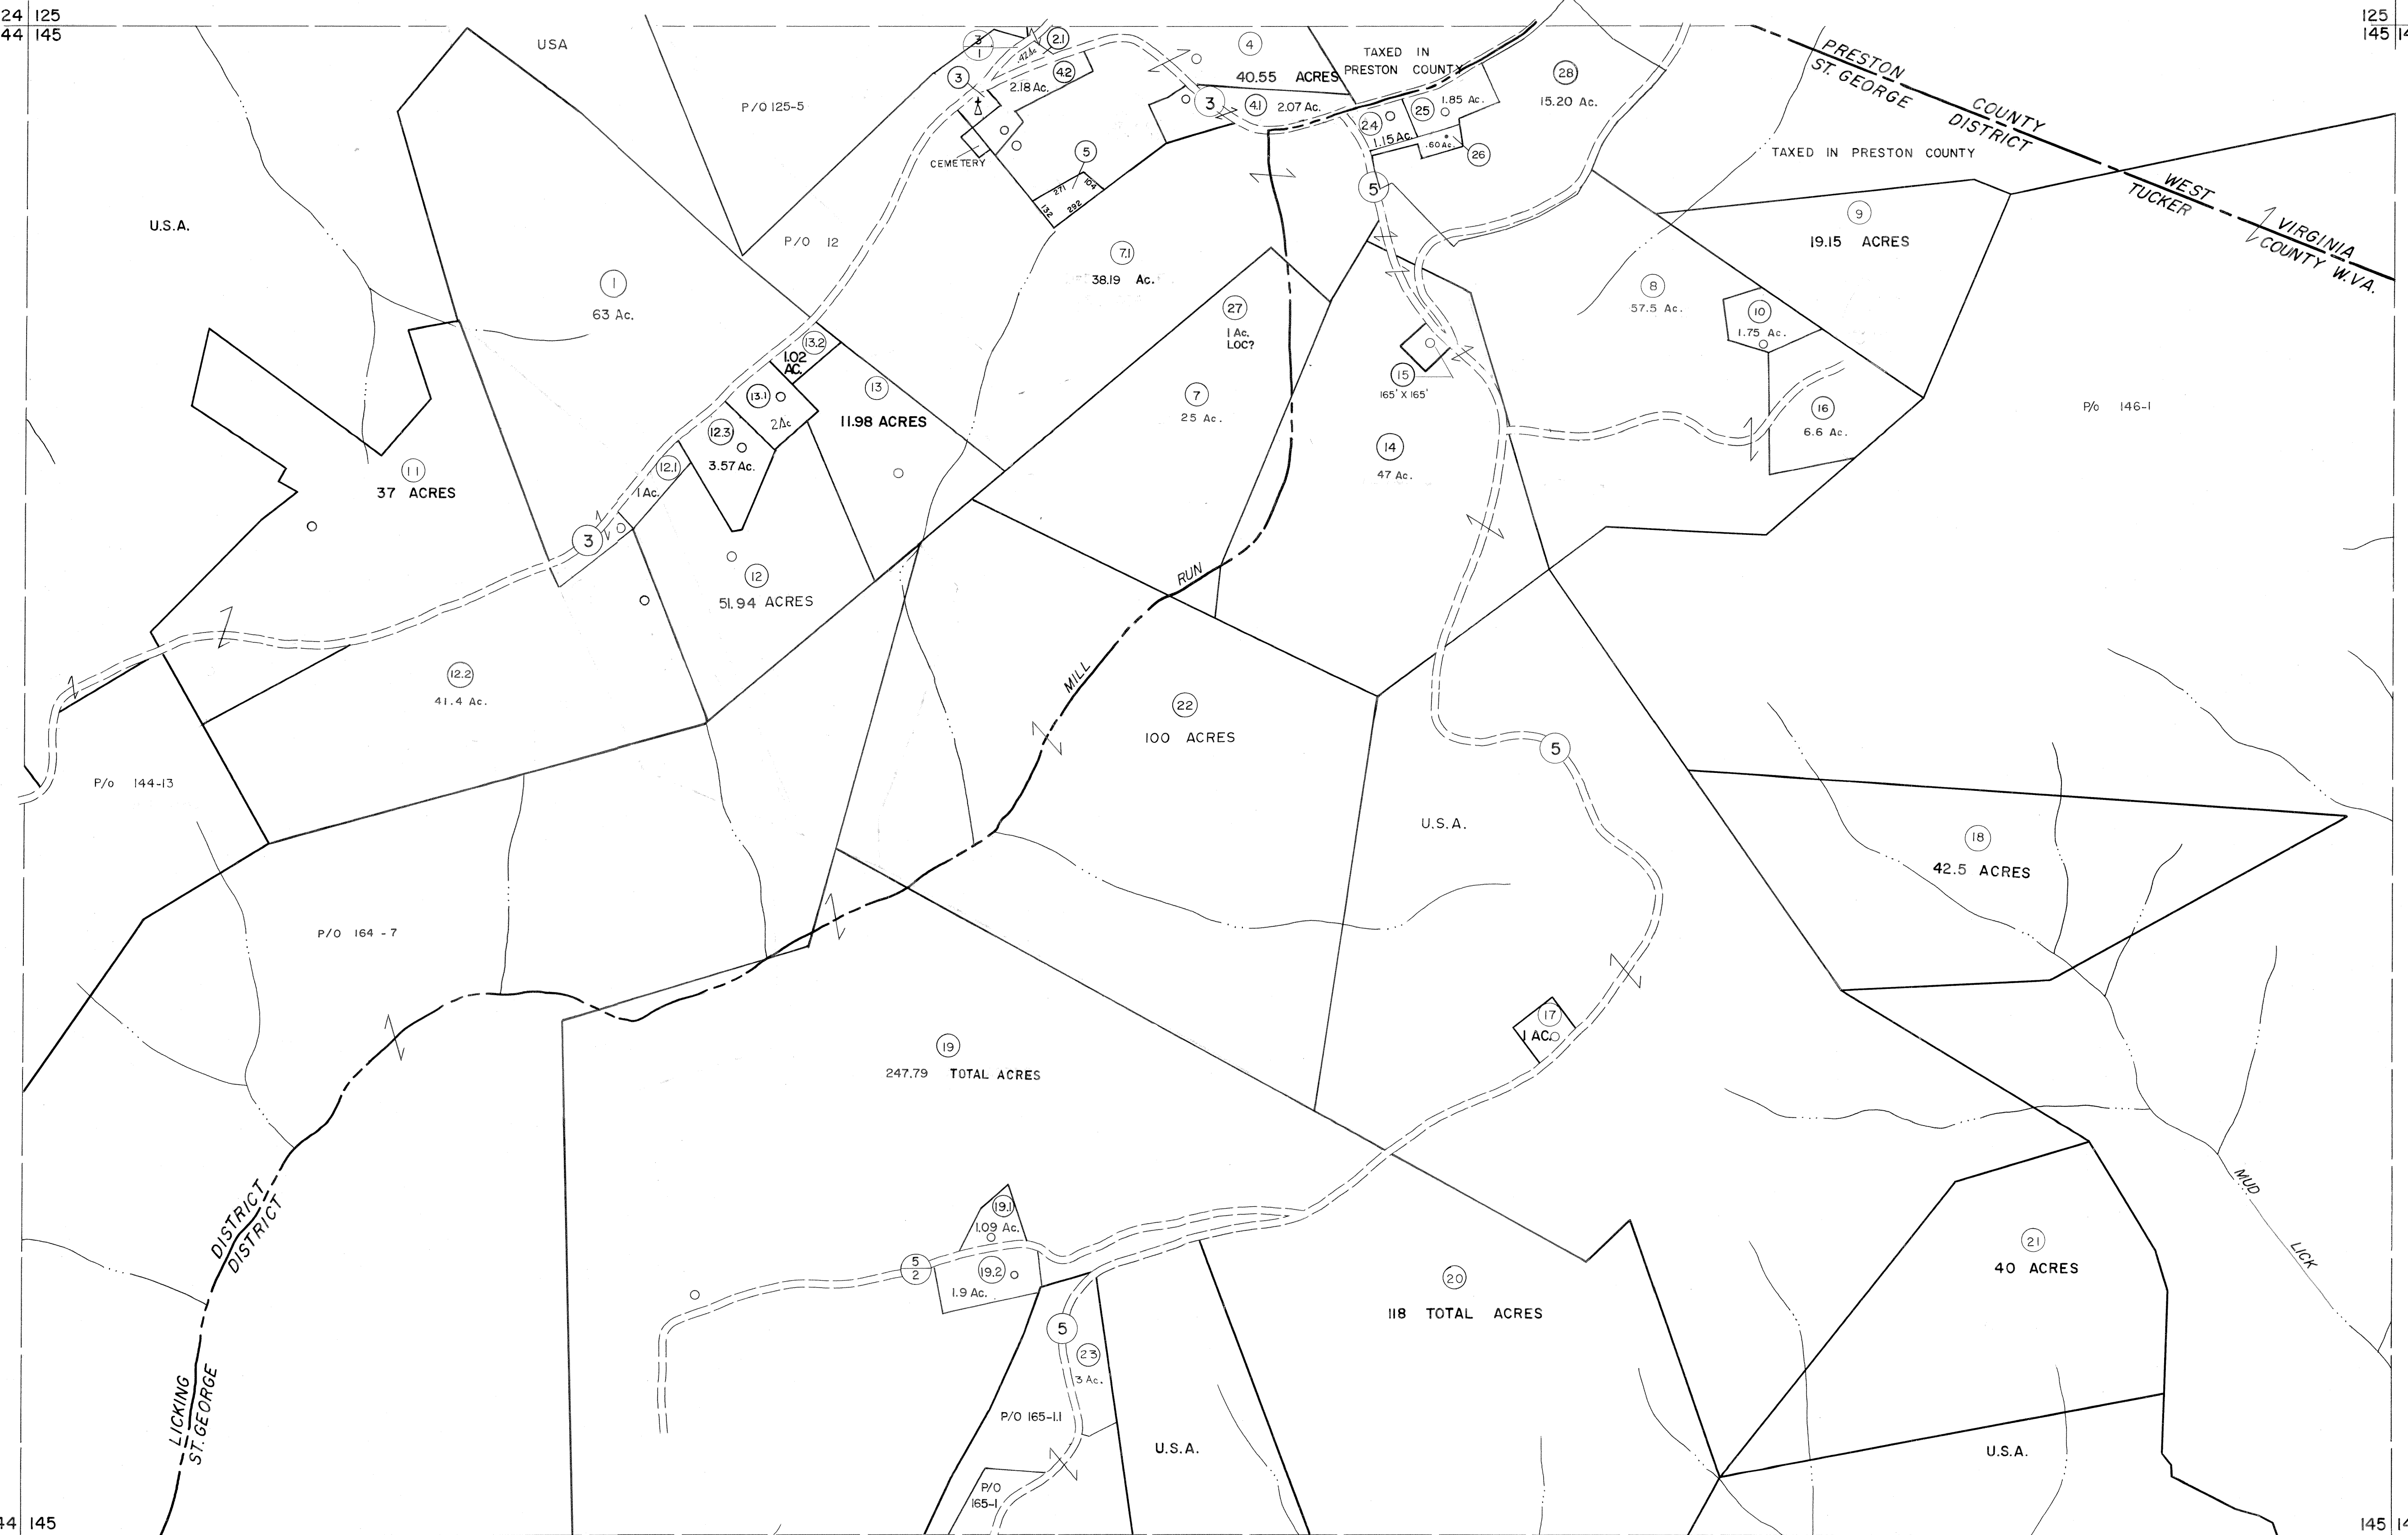 24 125
44 145
125
145
USA
P/O 125-5
3
1
.42 Ac
2.1
3
4.2
2.18 Ac.
4
40.55 ACRES
TAXED IN
PRESTON COUNTY
28
15.20 Ac.
PRESTON COUNTY
ST. GEORGE DISTRICT
WEST VIRGINIA
TUCKER COUNTY W.VA.
TAXED IN PRESTON COUNTY
3
4.1
2.07 Ac.
24
1.15 Ac.
25
1.85 Ac.
.60 Ac.
26
CEMETERY
5
271
104
132
292
5
U.S.A.
P/O 12
7.1
38.19 Ac.
9
19.15 ACRES
1
63 Ac.
27
1 Ac.
LOC?
8
57.5 Ac.
10
1.75 Ac.
13.2
1.02
AC.
13
11.98 ACRES
13.1
2 Ac
12.3
3.57 Ac.
12.1
1 Ac.
7
25 Ac.
15
165' X 165'
14
47 Ac.
16
6.6 Ac.
P/o 146-1
11
37 ACRES
3
12
51.94 ACRES
RUN
MILL
12.2
41.4 Ac.
22
100 ACRES
5
P/o 144-13
U.S.A.
18
42.5 ACRES
P/O 164-7
17
1 AC.
19
247.79 TOTAL ACRES
MUD
LICK
DISTRICT
DISTRICT
19.1
1.09 Ac.
5
2
19.2
1.9 Ac.
21
40 ACRES
20
118 TOTAL ACRES
5
23
3 Ac.
LICKING
ST. GEORGE
P/O 165-1.1
U.S.A.
U.S.A.
P/O
165-1
44 145
145